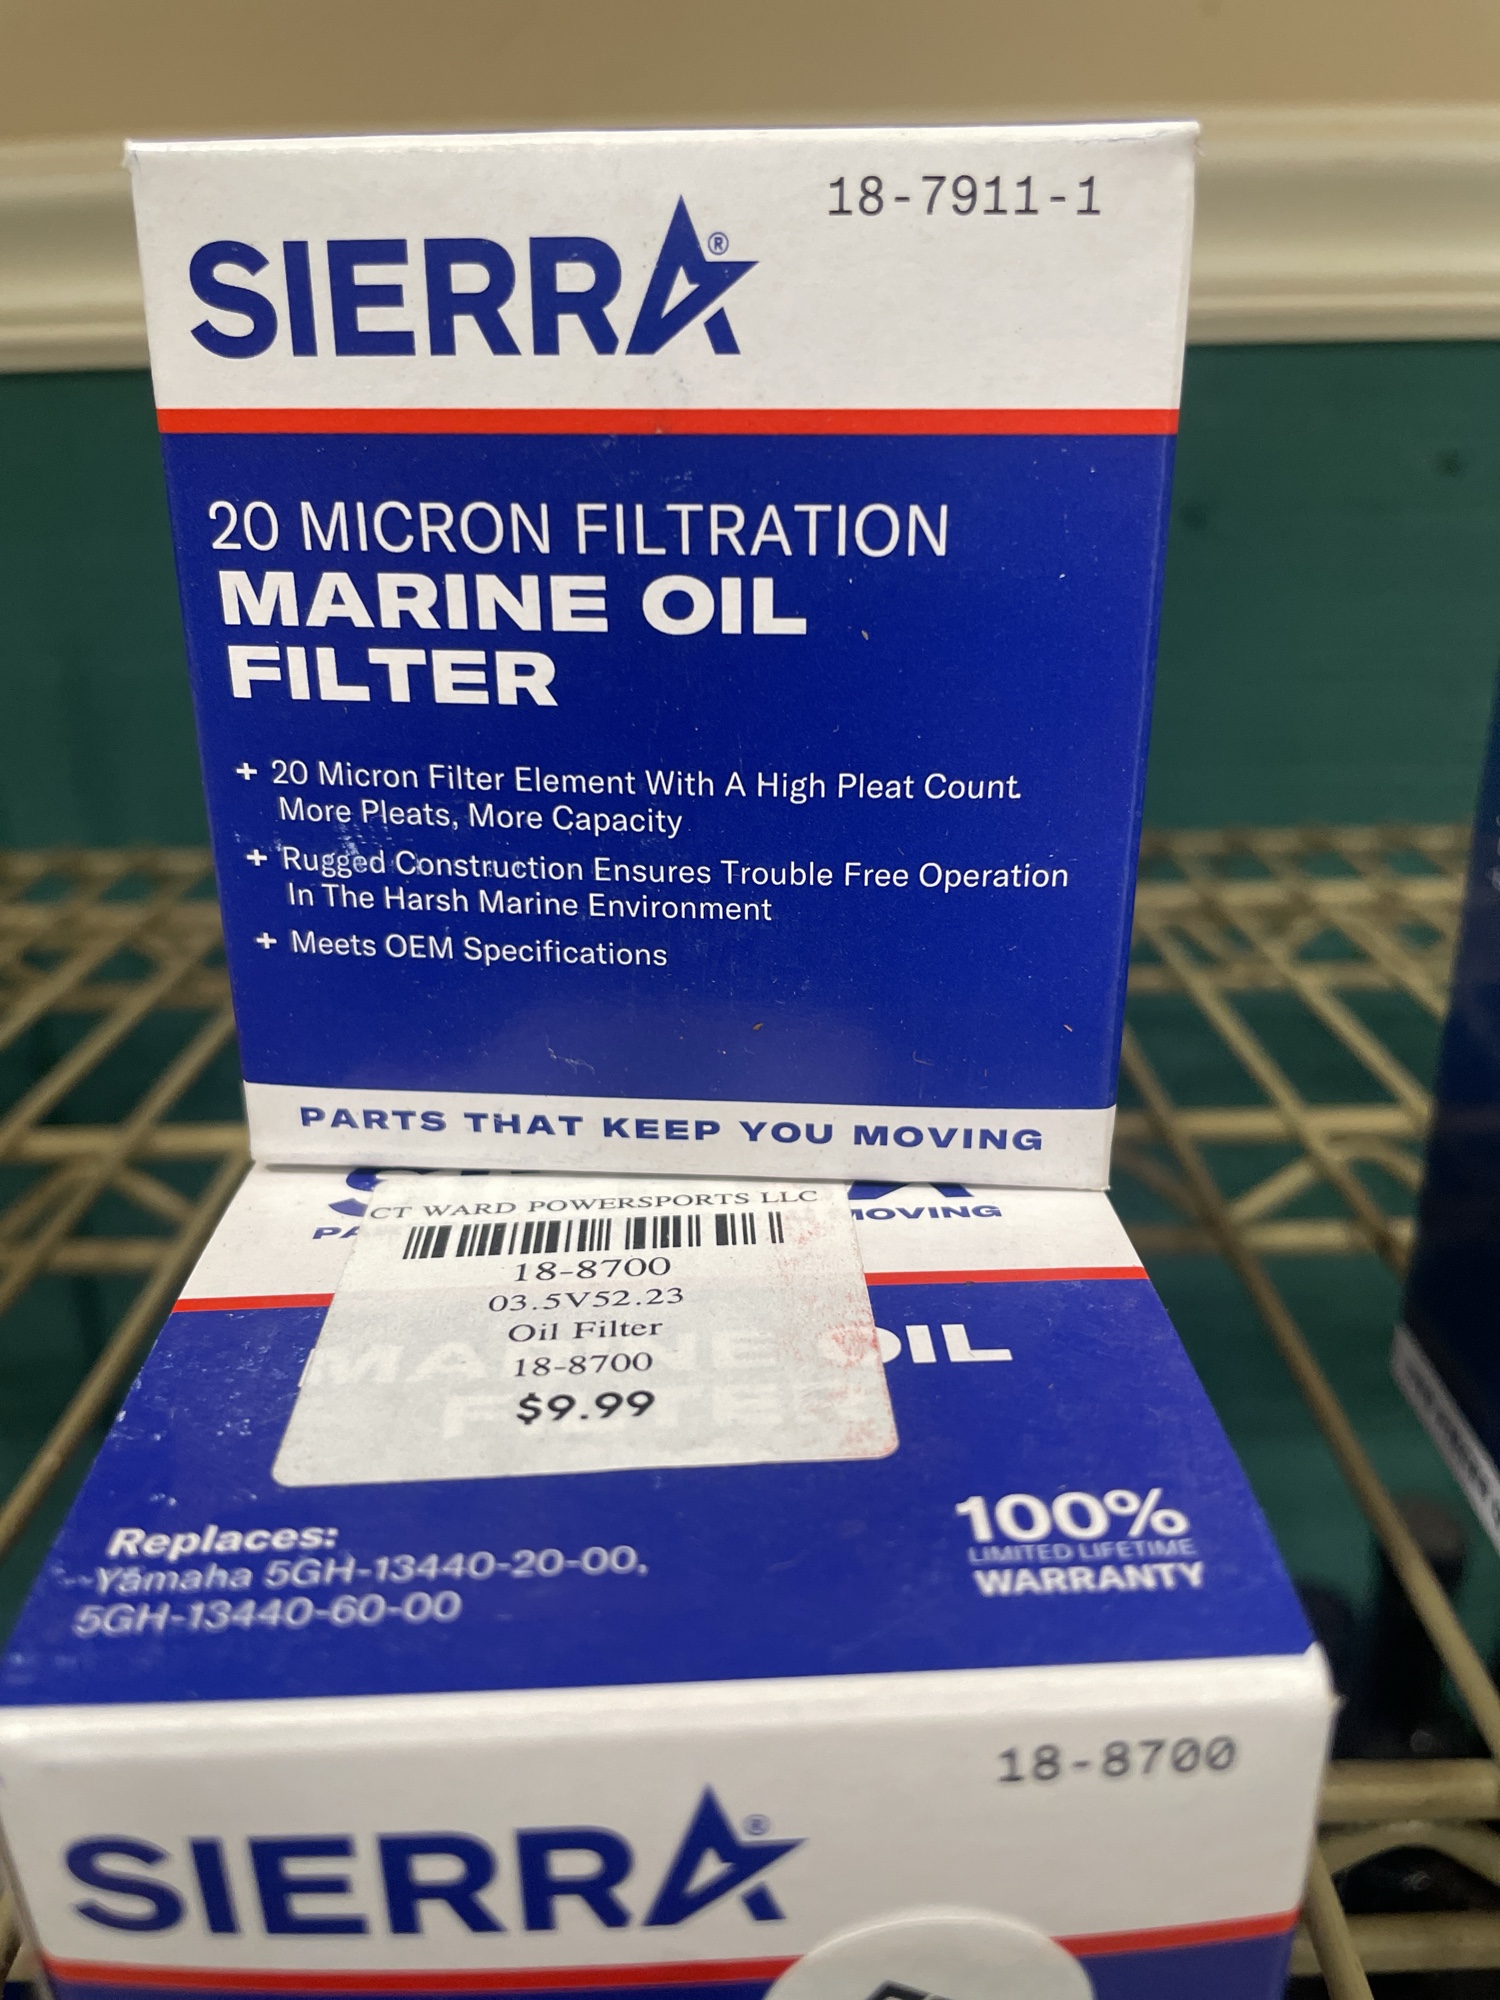 18-7911-1
SIERRA®
20 MICRON FILTRATION
MARINE OIL
FILTER
+ 20 Micron Filter Element With A High Pleat Count.
More Pleats, More Capacity
+ Rugged Construction Ensures Trouble Free Operation
In The Harsh Marine Environment
+ Meets OEM Specifications
PARTS THAT KEEP YOU MOVING
CT WARD POWERSPORTS LLC
MOVING
18-8700
03.5V52.23
Oil Filter
18-8700
$9.99
MARINE OIL
FILTER
Replaces:
Yamaha 5GH-13440-20-00,
5GH-13440-60-00
100%
LIMITED LIFETIME
WARRANTY
18-8700
SIERRA®